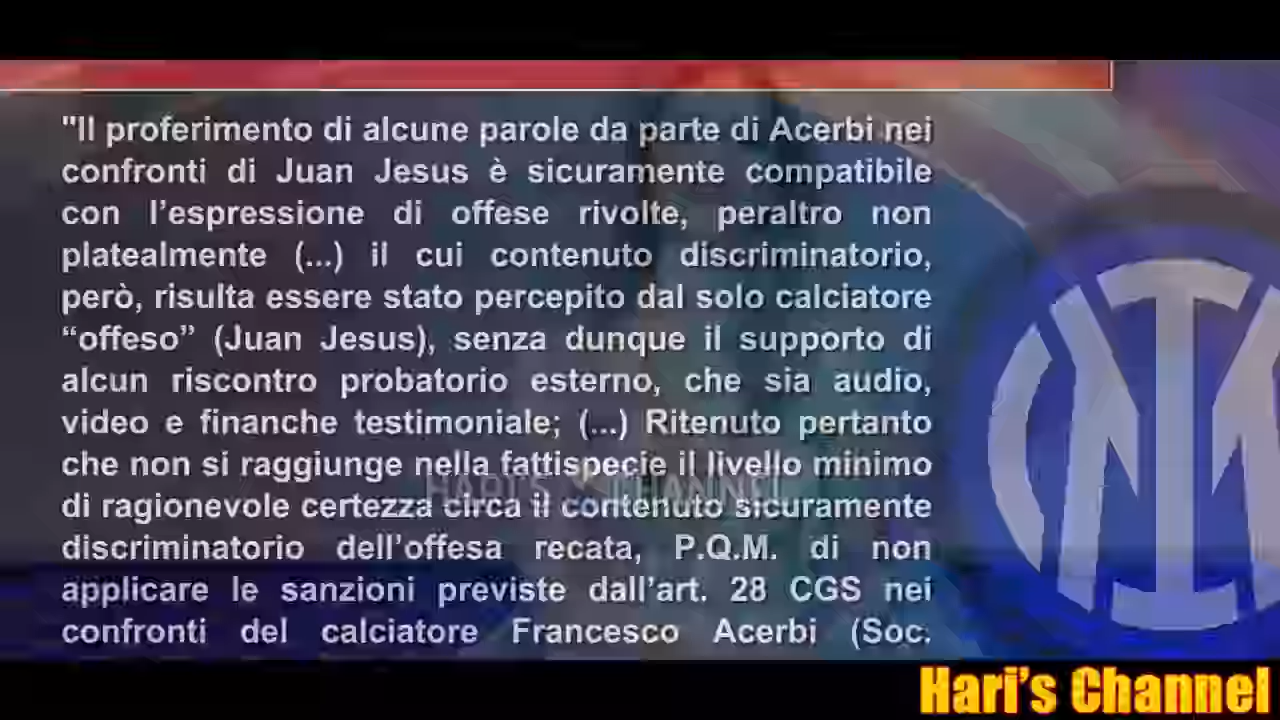 "Il proferimento di alcune parole da parte di Acerbi nei
confronti di Juan Jesus è sicuramente compatibile
con l’espressione di offese rivolte, peraltro non
platealmente (...) il cui contenuto discriminatorio,
però, risulta essere stato percepito dal solo calciatore
“offeso” (Juan Jesus), senza dunque il supporto di
alcun riscontro probatorio esterno, che sia audio,
video e finanche testimoniale; (...) Ritenuto pertanto
che non si raggiunge nella fattispecie il livello minimo
HARI'S CHANNEL
di ragionevole certezza circa il contenuto sicuramente
discriminatorio dell’offesa recata, P.Q.M. di non
applicare le sanzioni previste dall’art. 28 CGS nei
confronti del calciatore Francesco Acerbi (Soc.
Hari’s Channel